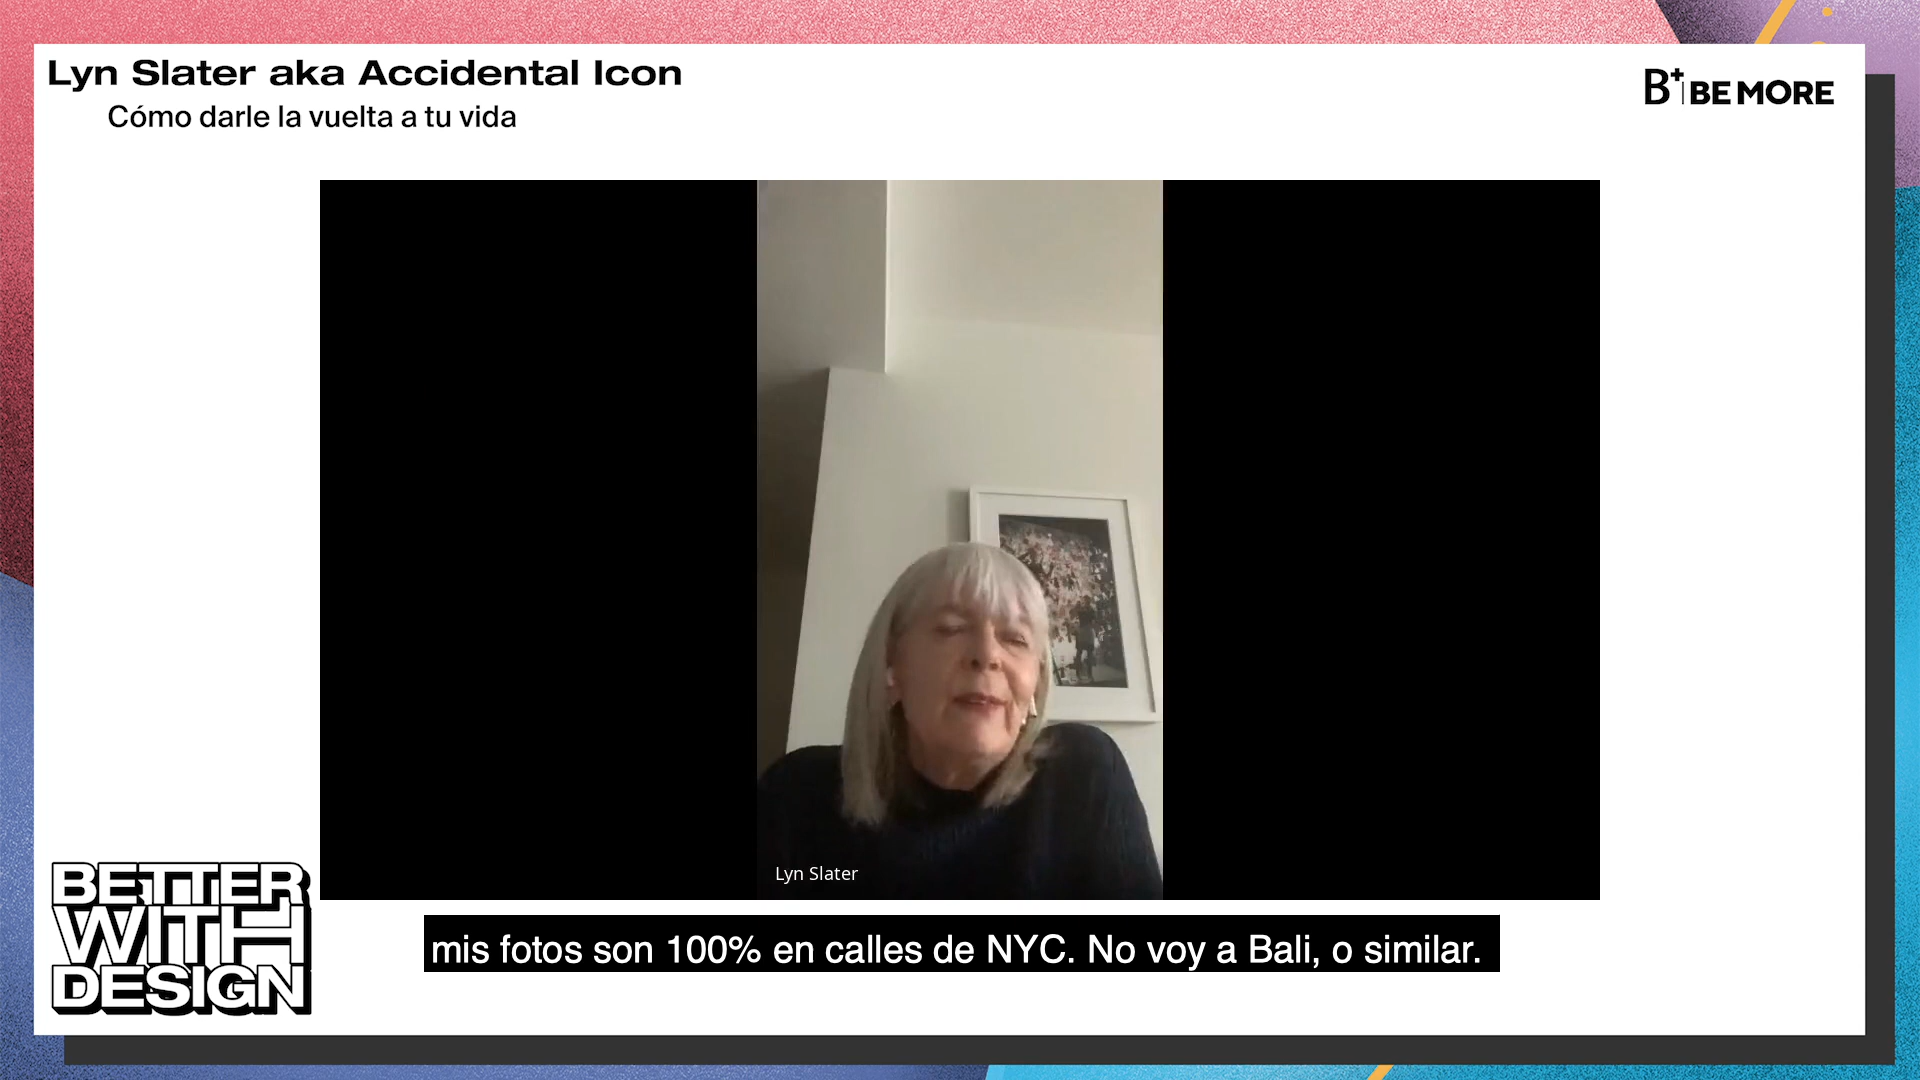 Lyn Slater aka Accidental Icon
Cómo darle la vuelta a tu vida
B+ BE MORE
Lyn Slater
BETTER
WITH
DESIGN
mis fotos son 100% en calles de NYC. No voy a Bali, o similar.